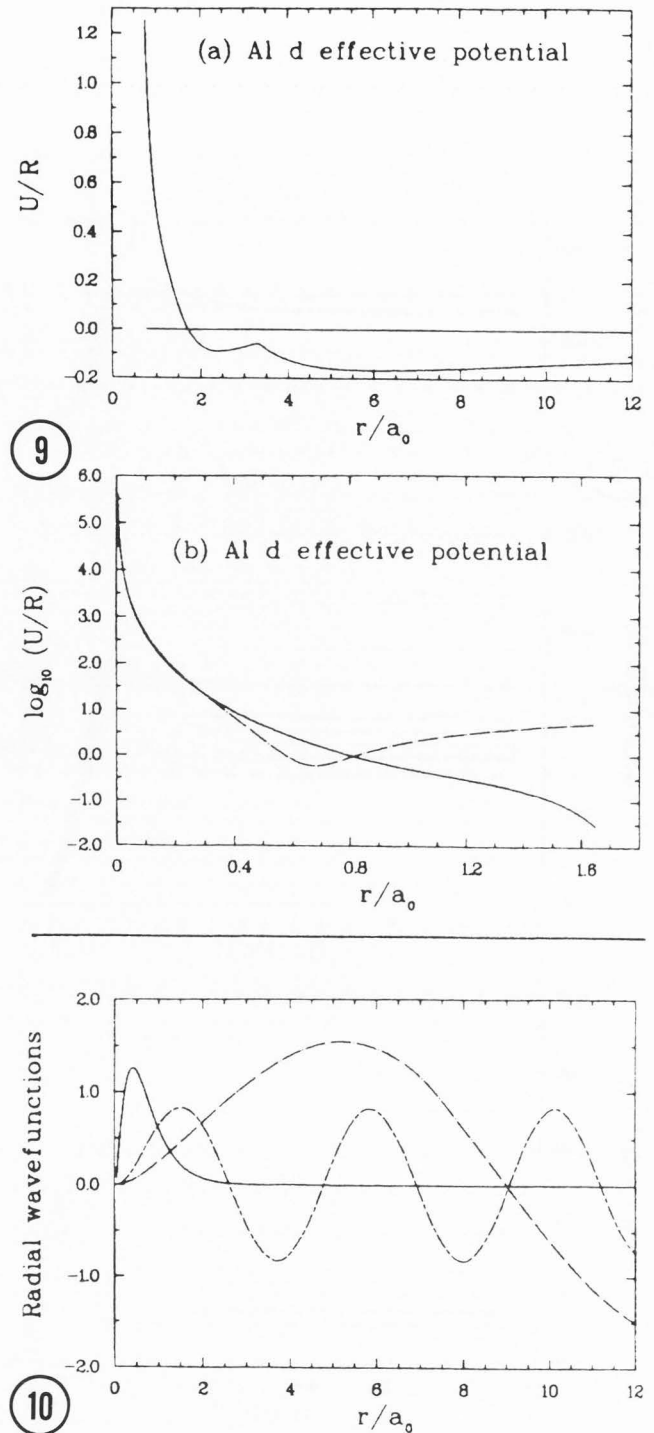 1.2
1.0
0.8
0.6
0.4
0.2
0.0
−0.2
U/R
(a) Al d effective potential
0 2 4 6 8 10 12
r/a₀
9
6.0
5.0
4.0
3.0
2.0
1.0
0.0
−1.0
−2.0
log₁₀ (U/R)
(b) Al d effective potential
0 0.4 0.8 1.2 1.6
r/a₀
2.0
1.0
0.0
−1.0
−2.0
Radial wavefunctions
0 2 4 6 8 10 12
r/a₀
10